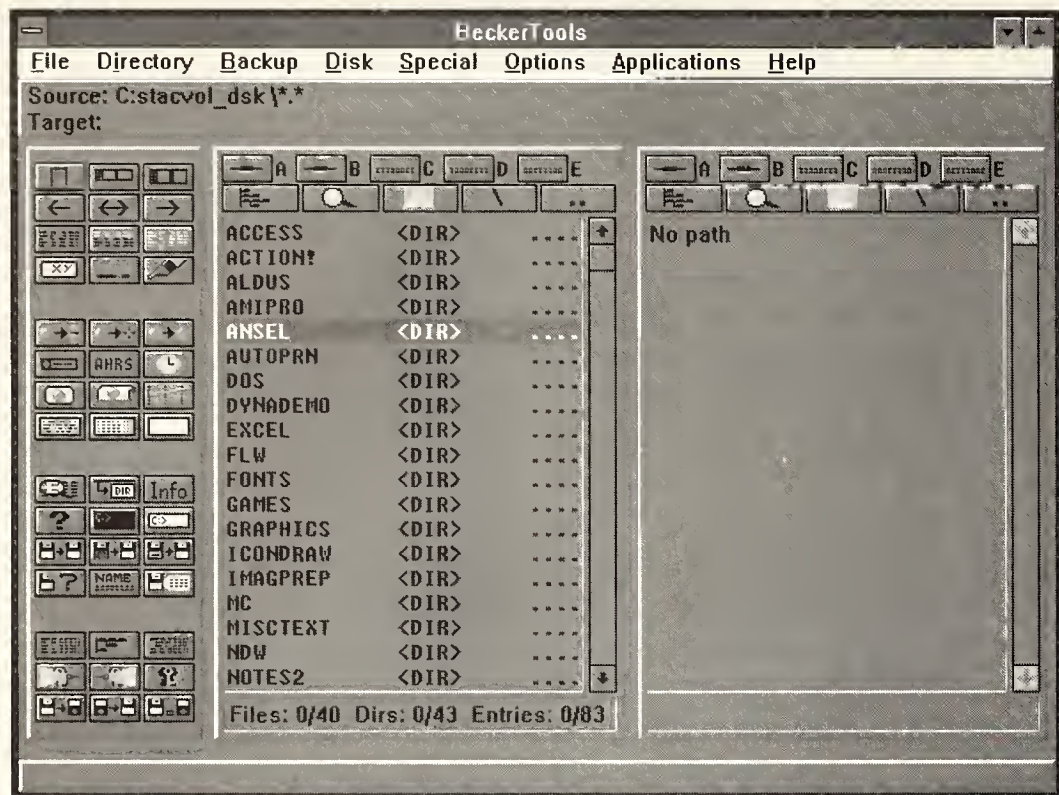 BeckerTools
File Directory Backup Disk Special Options Applications Help
Source: C:stacvol_dsk\*.*
Target:
A B C D E
ACCESS <DIR> ....
ACTION! <DIR> ....
ALDUS <DIR> ....
AMIPRO <DIR> ....
ANSEL <DIR> ....
AUTOPRN <DIR> ....
DOS <DIR> ....
DYNADEMO <DIR> ....
EXCEL <DIR> ....
FLW <DIR> ....
FONTS <DIR> ....
GAMES <DIR> ....
GRAPHICS <DIR> ....
ICONDRAW <DIR> ....
IMAGPREP <DIR> ....
MC <DIR> ....
MISCTEXT <DIR> ....
NDW <DIR> ....
NOTES2 <DIR> ....
Files: 0/40 Dirs: 0/43 Entries: 0/83
A B C D E
No path
XY
AHRS
DIR Info
?
C:>
?
NAME